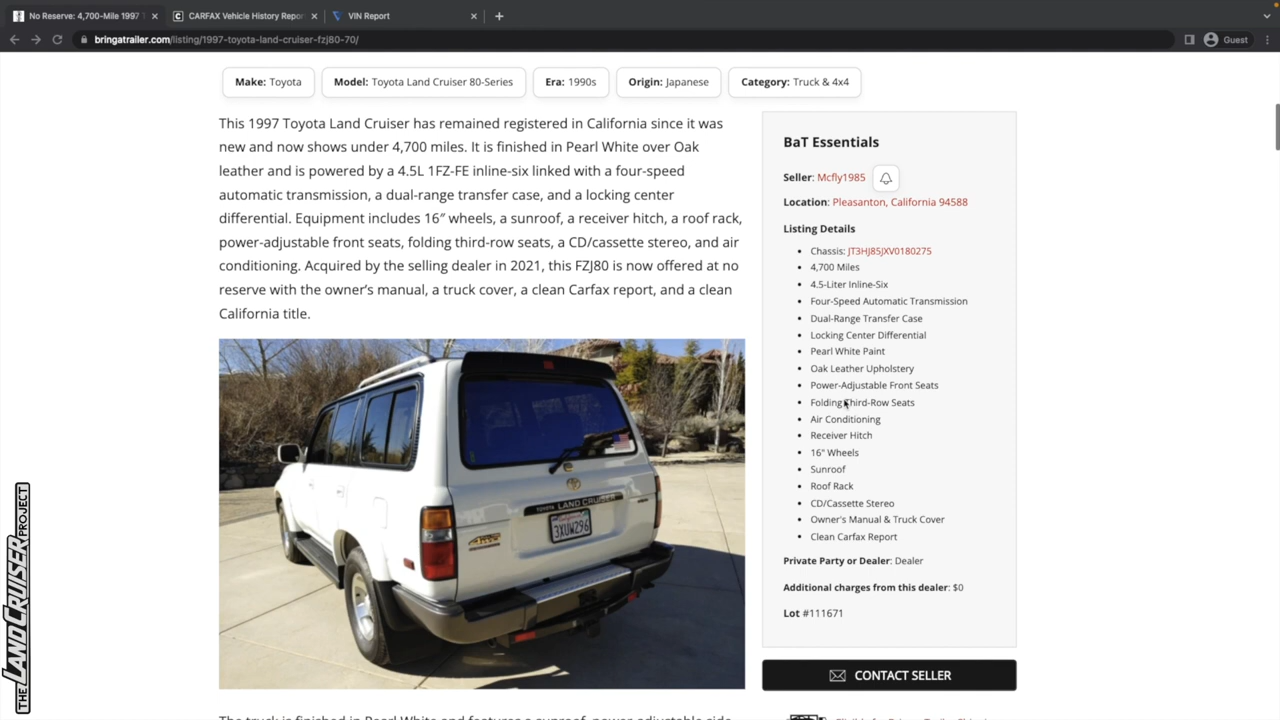 No Reserve: 4,700-Mile 1997
CARFAX Vehicle History Repor
VIN Report
bringatrailer.com/listing/1997-toyota-land-cruiser-fzj80-70/
Guest
Make: Toyota
Model: Toyota Land Cruiser 80-Series
Era: 1990s
Origin: Japanese
Category: Truck & 4x4
This 1997 Toyota Land Cruiser has remained registered in California since it was
new and now shows under 4,700 miles. It is finished in Pearl White over Oak
leather and is powered by a 4.5L 1FZ-FE inline-six linked with a four-speed
automatic transmission, a dual-range transfer case, and a locking center
differential. Equipment includes 16″ wheels, a sunroof, a receiver hitch, a roof rack,
power-adjustable front seats, folding third-row seats, a CD/cassette stereo, and air
conditioning. Acquired by the selling dealer in 2021, this FZJ80 is now offered at no
reserve with the owner’s manual, a truck cover, a clean Carfax report, and a clean
California title.
TOYOTA LAND CRUISER
3XUW296
BaT Essentials
Seller: Mcfly1985
Location: Pleasanton, California 94588
Listing Details
Chassis: JT3HJ85JXV0180275
4,700 Miles
4.5-Liter Inline-Six
Four-Speed Automatic Transmission
Dual-Range Transfer Case
Locking Center Differential
Pearl White Paint
Oak Leather Upholstery
Power-Adjustable Front Seats
Folding Third-Row Seats
Air Conditioning
Receiver Hitch
16" Wheels
Sunroof
Roof Rack
CD/Cassette Stereo
Owner's Manual & Truck Cover
Clean Carfax Report
Private Party or Dealer: Dealer
Additional charges from this dealer: $0
Lot #111671
CONTACT SELLER
The truck is finished in Pearl White and features a sunroof, power-adjustable side
THE LAND CRUISER PROJECT